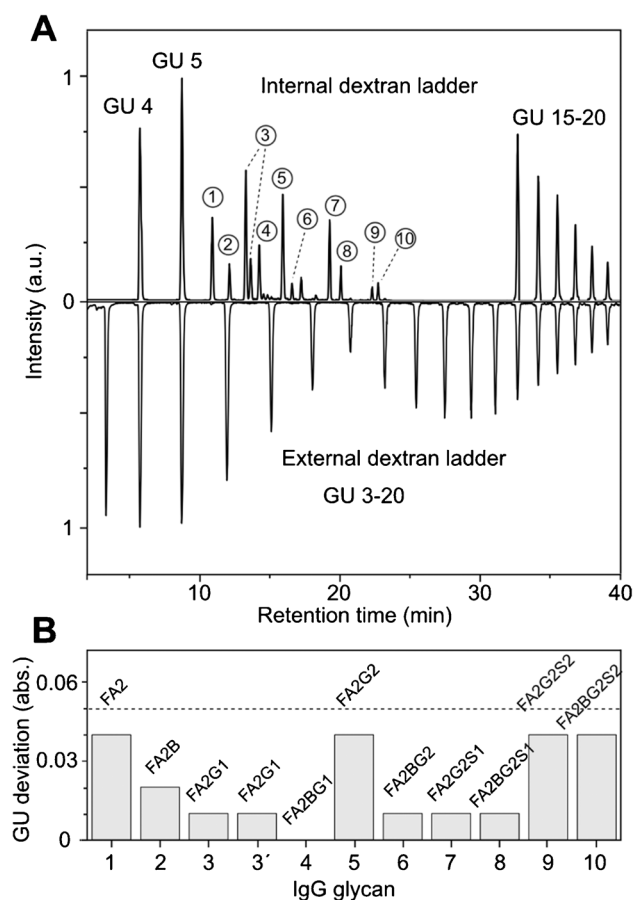 A
GU 4
GU 5
Internal dextran ladder
GU 15-20
1
2
3
4
5
6
7
8
9
10
1
0
1
Intensity (a.u.)
External dextran ladder
GU 3-20
10
20
30
40
Retention time (min)
B
GU deviation (abs.)
0.06
0.03
0
FA2
FA2B
FA2G1
FA2G1
FA2BG1
FA2G2
FA2BG2
FA2G2S1
FA2BG2S1
FA2G2S2
FA2BG2S2
1
2
3
3´
4
5
6
7
8
9
10
IgG glycan